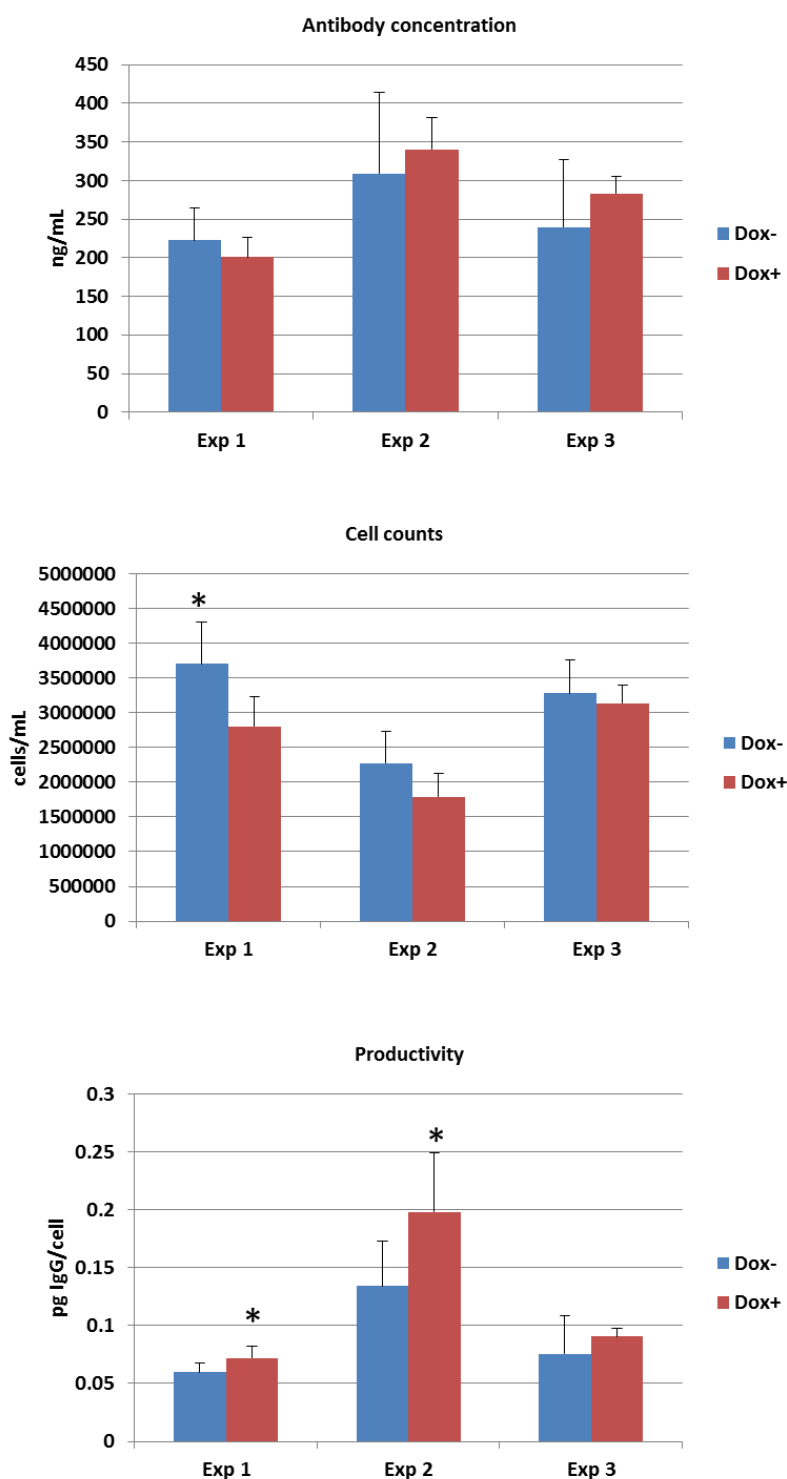 Antibody concentration
450
400
350
300
250
200
150
100
50
0
ng/mL
Exp 1 Exp 2 Exp 3
Dox-
Dox+
Cell counts
5000000
4500000
4000000
3500000
3000000
2500000
2000000
1500000
1000000
500000
0
cells/mL
*
Exp 1 Exp 2 Exp 3
Dox-
Dox+
Productivity
0.3
0.25
0.2
0.15
0.1
0.05
0
pg IgG/cell
* *
Exp 1 Exp 2 Exp 3
Dox-
Dox+